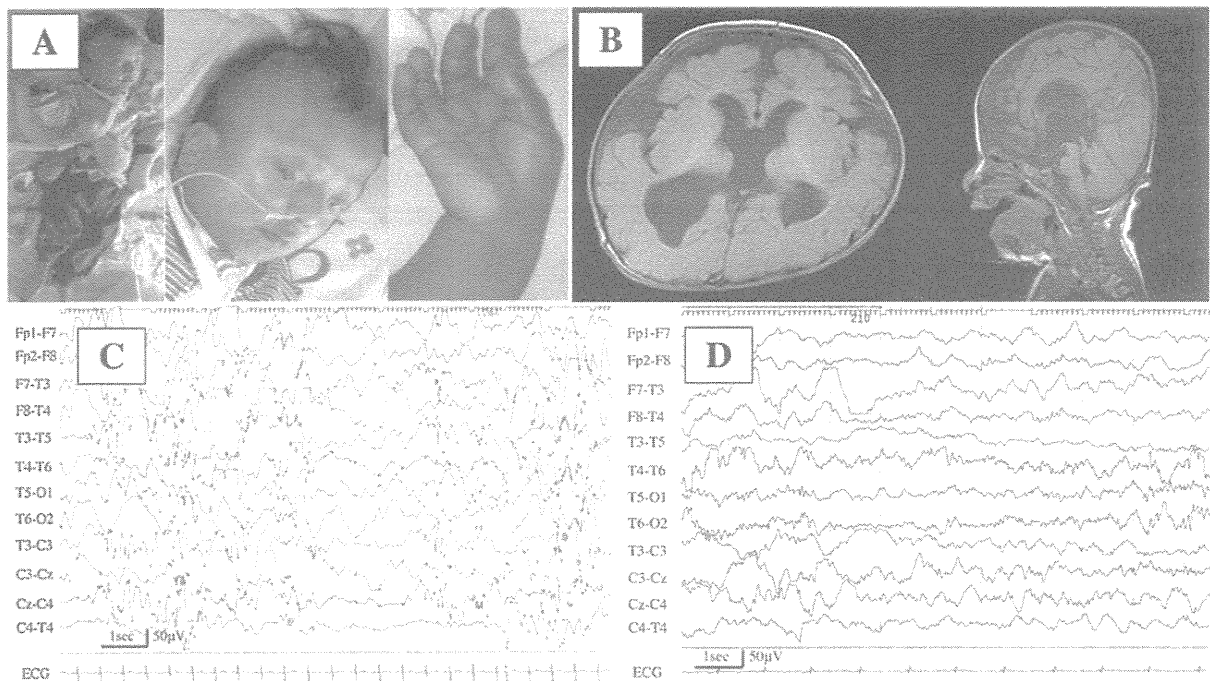 A
B
C
Fp1-F7
Fp2-F8
F7-T3
F8-T4
T3-T5
T4-T6
T5-O1
T6-O2
T3-C3
C3-Cz
Cz-C4
C4-T4
1sec 50μV
ECG
D
210
Fp1-F7
Fp2-F8
F7-T3
F8-T4
T3-T5
T4-T6
T5-O1
T6-O2
T3-C3
C3-Cz
Cz-C4
C4-T4
1sec 50μV
ECG